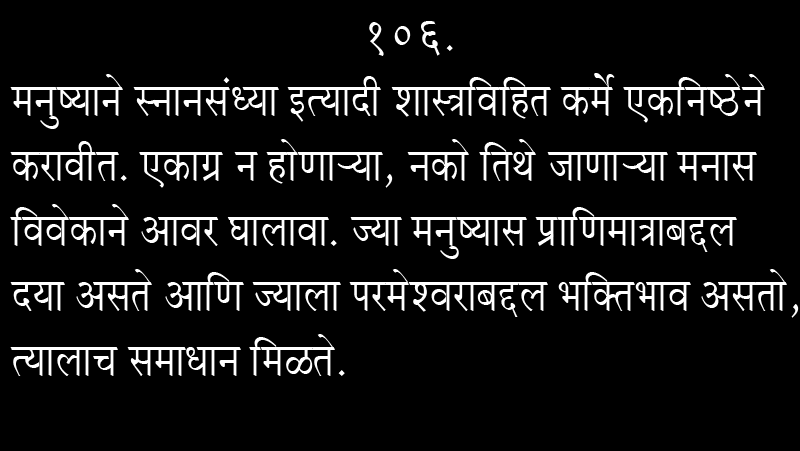 १०६.
मनुष्याने स्नानसंध्या इत्यादी शास्त्रविहित कर्मे एकनिष्ठेने
करावीत. एकाग्र न होणाऱ्या, नको तिथे जाणाऱ्या मनास
विवेकाने आवर घालावा. ज्या मनुष्यास प्राणिमात्राबद्दल
दया असते आणि ज्याला परमेश्वराबद्दल भक्तिभाव असतो,
त्यालाच समाधान मिळते.